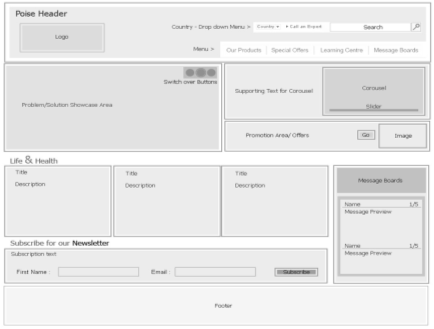 Poise Header
Logo
Country - Drop down Menu > Country Call an Expert Search
Menu > Our Products Special Offers Learning Centre Message Boards
Switch over Buttons
Problem/Solution Showcase Area
Supporting Text for Corousel
Corousel
Slider
Promotion Area/ Offers Go Image
Life & Health
Title
Description
Title
Description
Title
Description
Message Boards
Name 1/5
Message Preview
Name 1/5
Message Preview
Subscribe for our Newsletter
Subscription text
First Name : Email : Subscribe
Footer